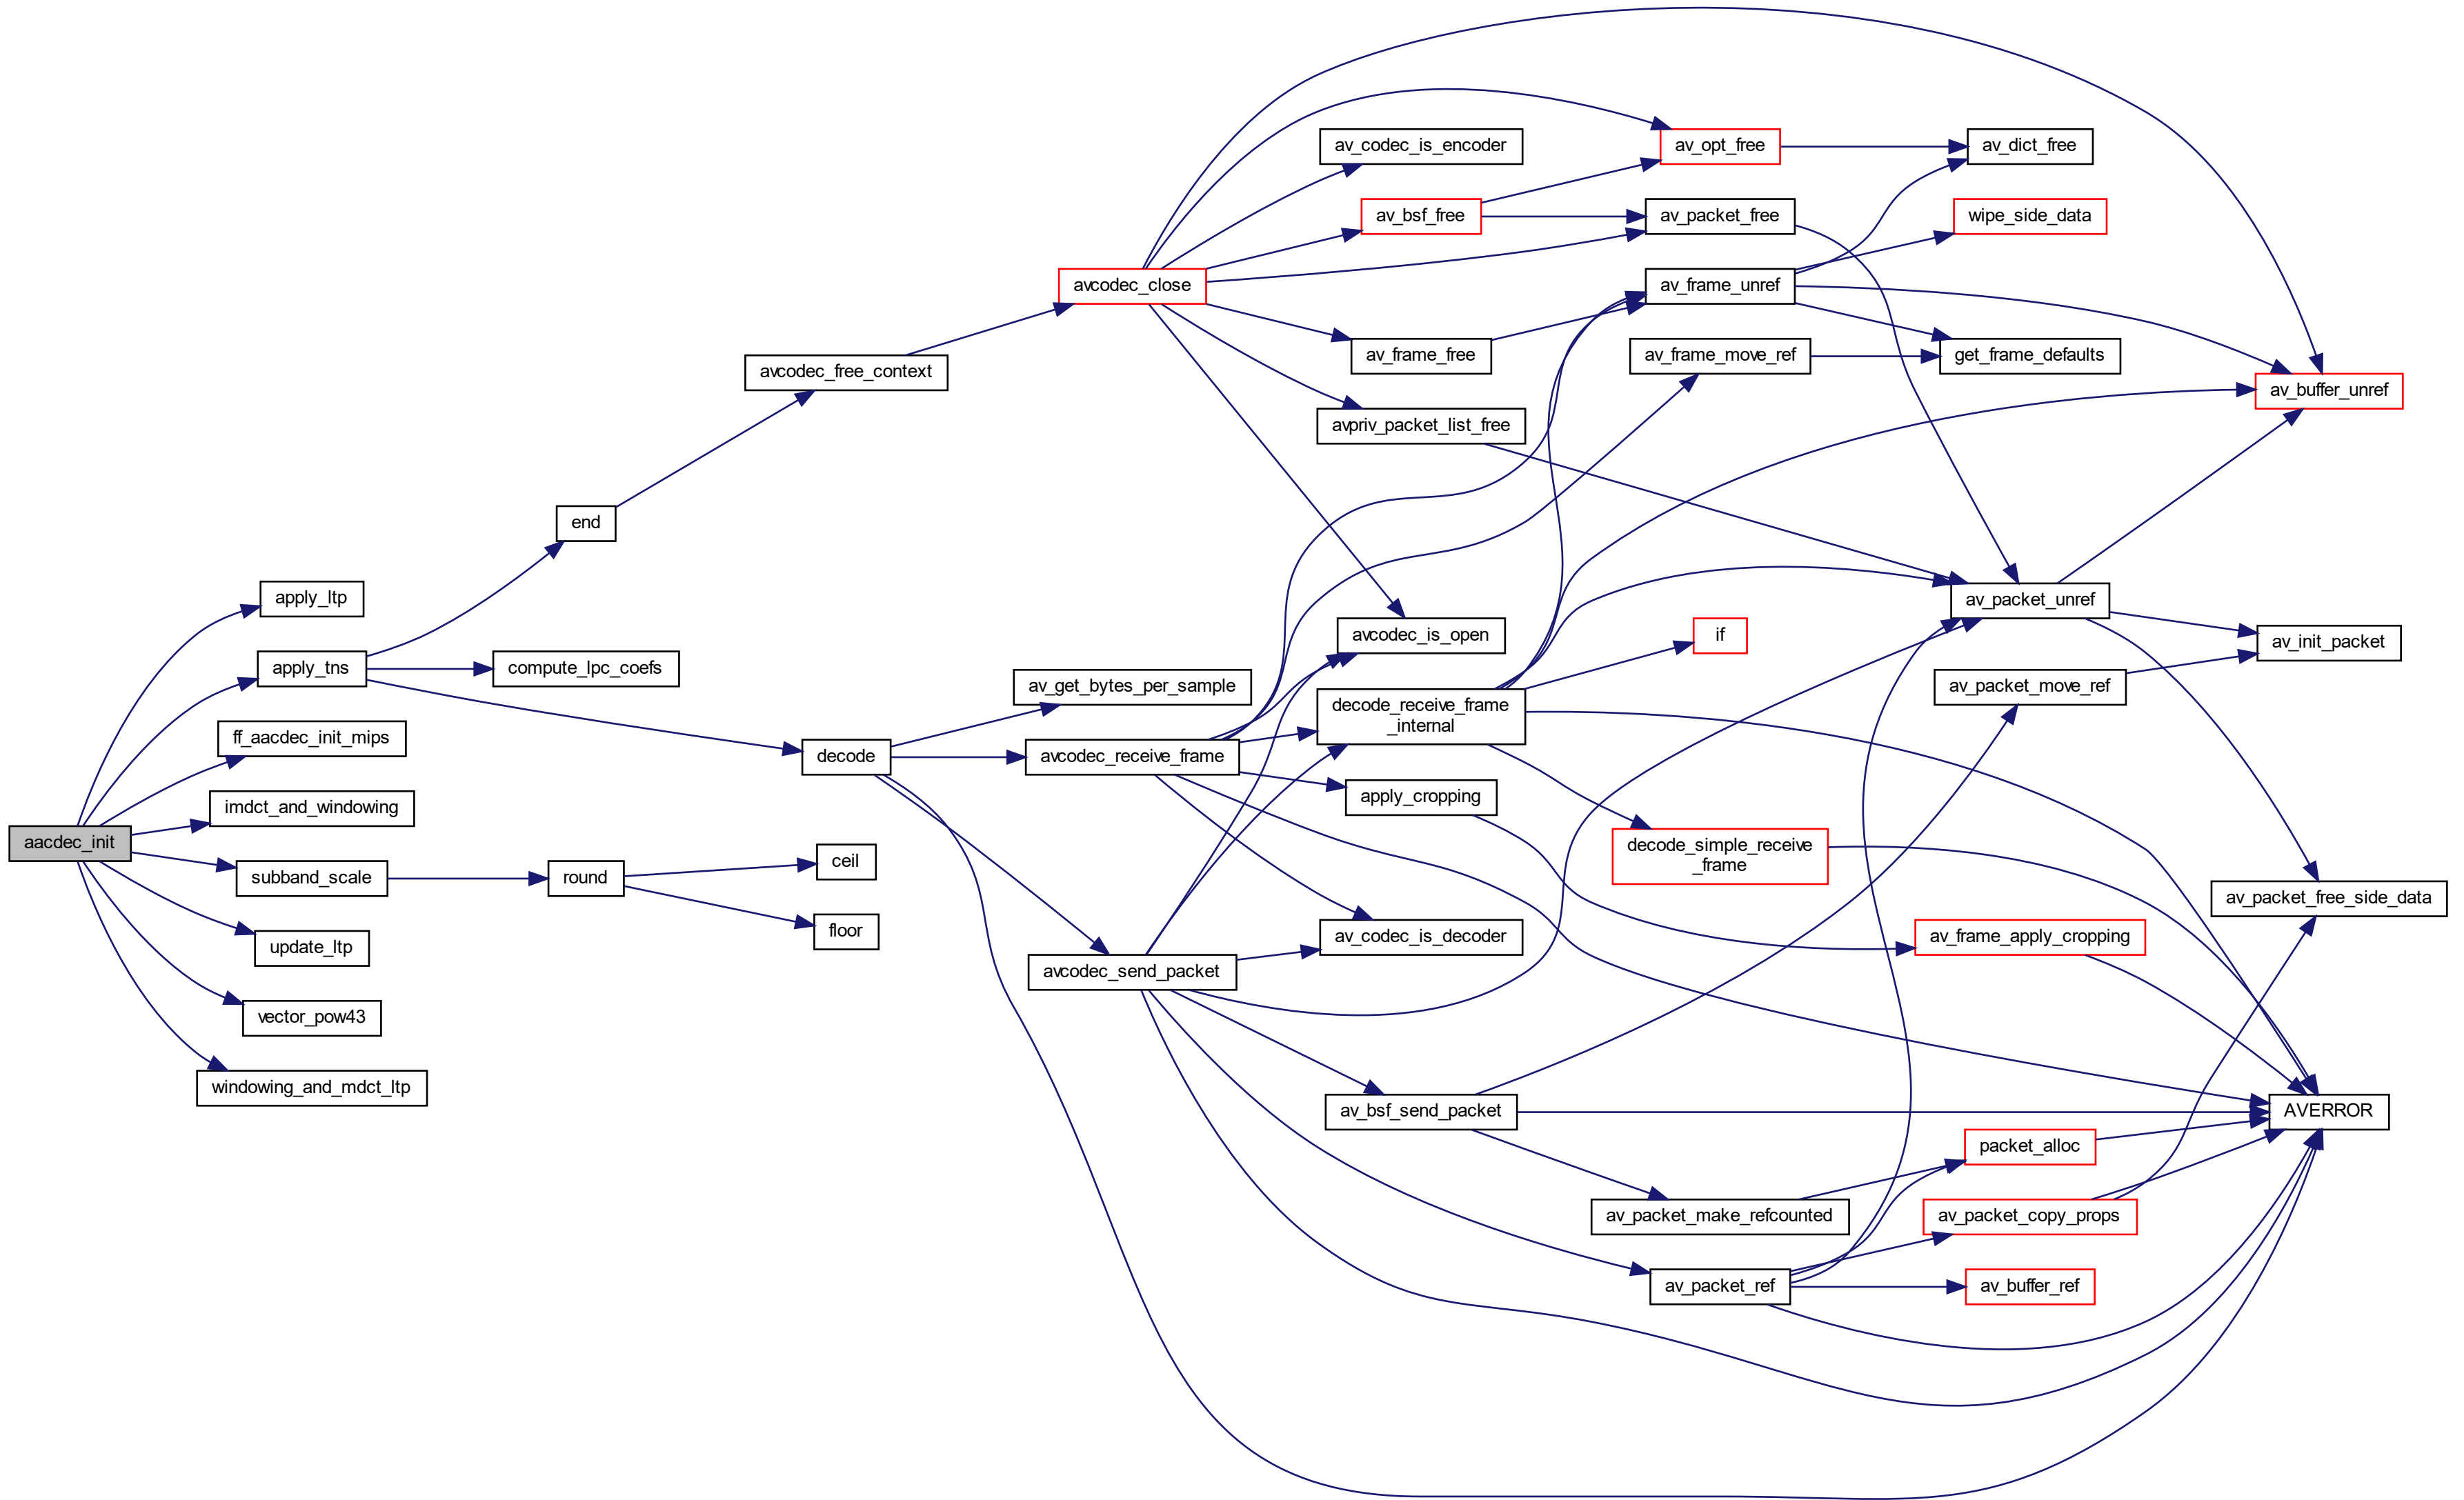 aacdec_init
apply_ltp
apply_tns
ff_aacdec_init_mips
imdct_and_windowing
subband_scale
update_ltp
vector_pow43
windowing_and_mdct_ltp
end
compute_lpc_coefs
round
avcodec_free_context
decode
ceil
floor
avcodec_close
av_get_bytes_per_sample
avcodec_receive_frame
avcodec_send_packet
av_codec_is_encoder
av_bsf_free
av_frame_free
avpriv_packet_list_free
avcodec_is_open
decode_receive_frame
_internal
apply_cropping
av_codec_is_decoder
av_bsf_send_packet
av_opt_free
av_packet_free
av_frame_unref
av_frame_move_ref
if
decode_simple_receive
_frame
av_packet_make_refcounted
av_packet_ref
av_dict_free
wipe_side_data
get_frame_defaults
av_packet_unref
av_packet_move_ref
av_frame_apply_cropping
packet_alloc
av_packet_copy_props
av_buffer_ref
av_buffer_unref
av_init_packet
av_packet_free_side_data
AVERROR